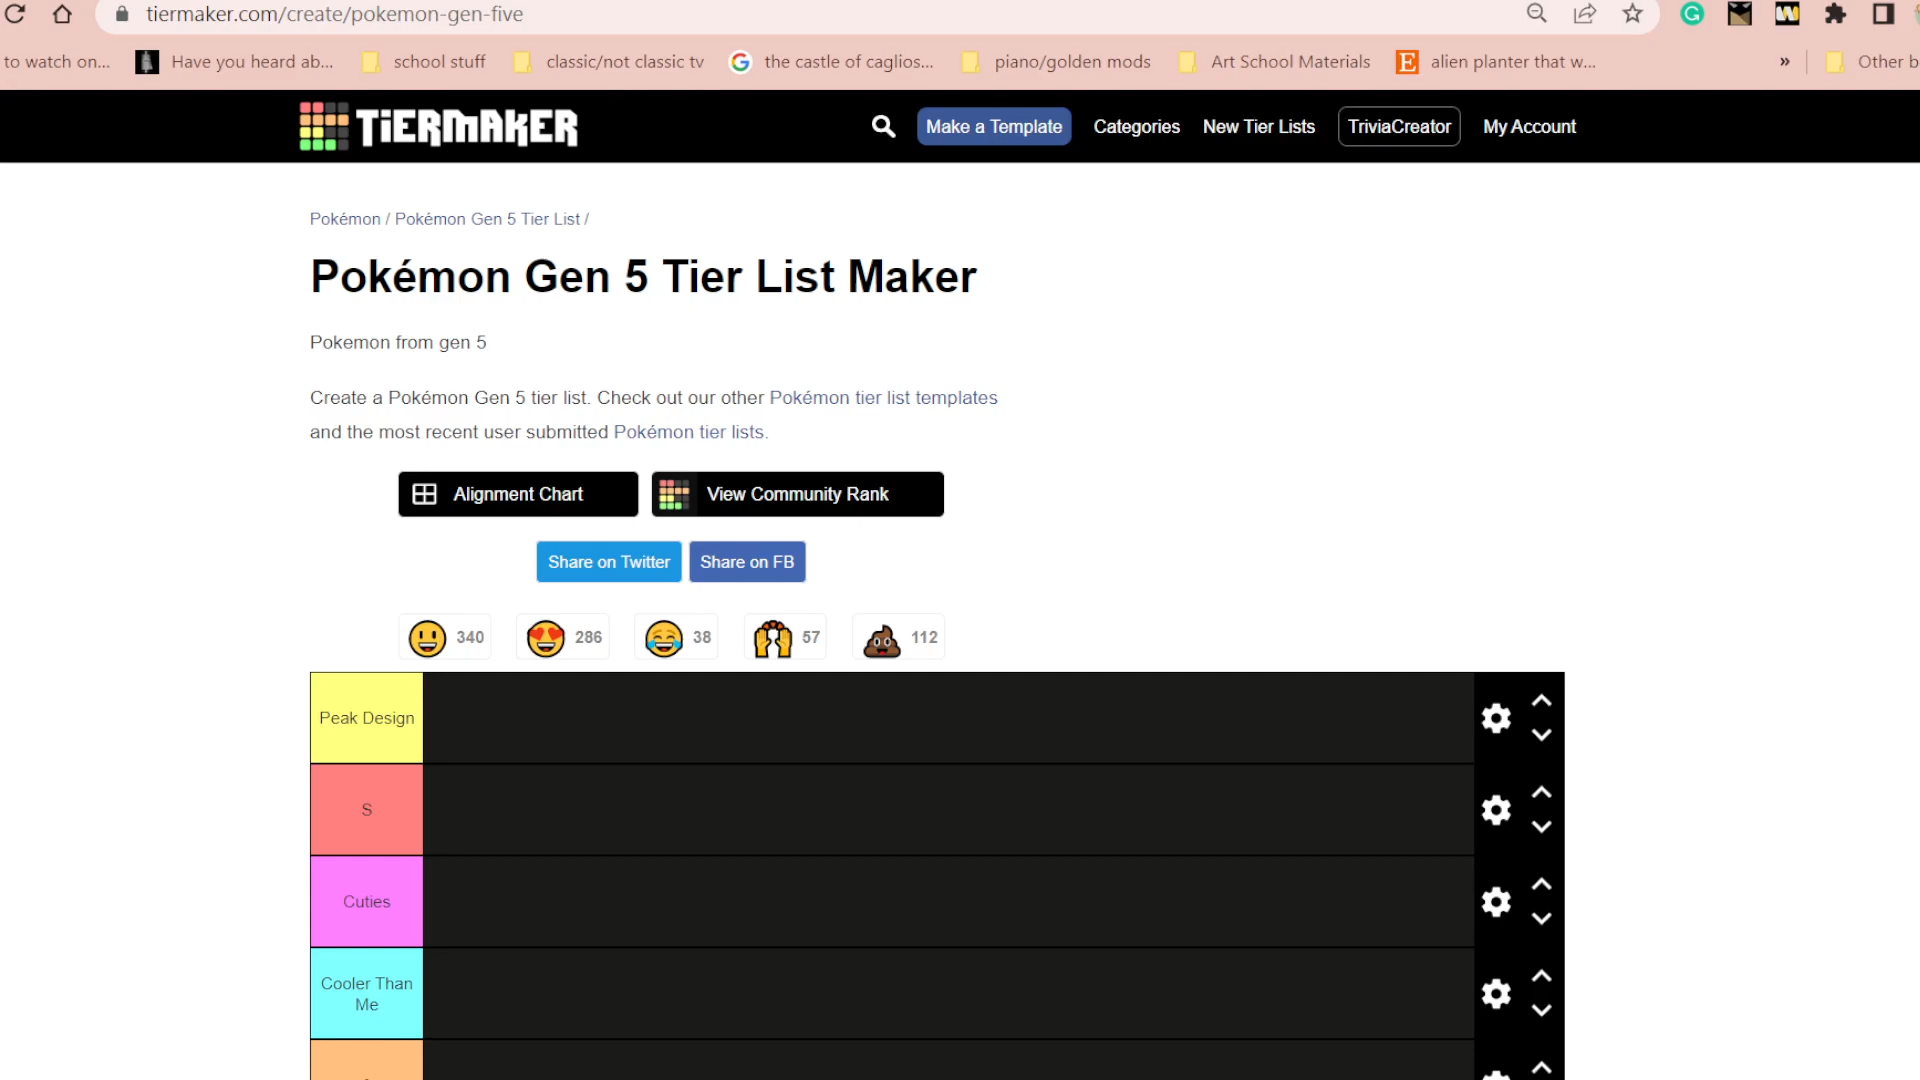 tiermaker.com/create/pokemon-gen-five
to watch on... Have you heard ab... school stuff classic/not classic tv the castle of caglios... piano/golden mods Art School Materials alien planter that w... » Other b
TiERMAKER Make a Template Categories New Tier Lists TriviaCreator My Account
Pokémon / Pokémon Gen 5 Tier List /
Pokémon Gen 5 Tier List Maker
Pokemon from gen 5
Create a Pokémon Gen 5 tier list. Check out our other Pokémon tier list templates
and the most recent user submitted Pokémon tier lists.
Alignment Chart View Community Rank
Share on Twitter Share on FB
340 286 38 57 112
Peak Design
S
Cuties
Cooler Than
Me